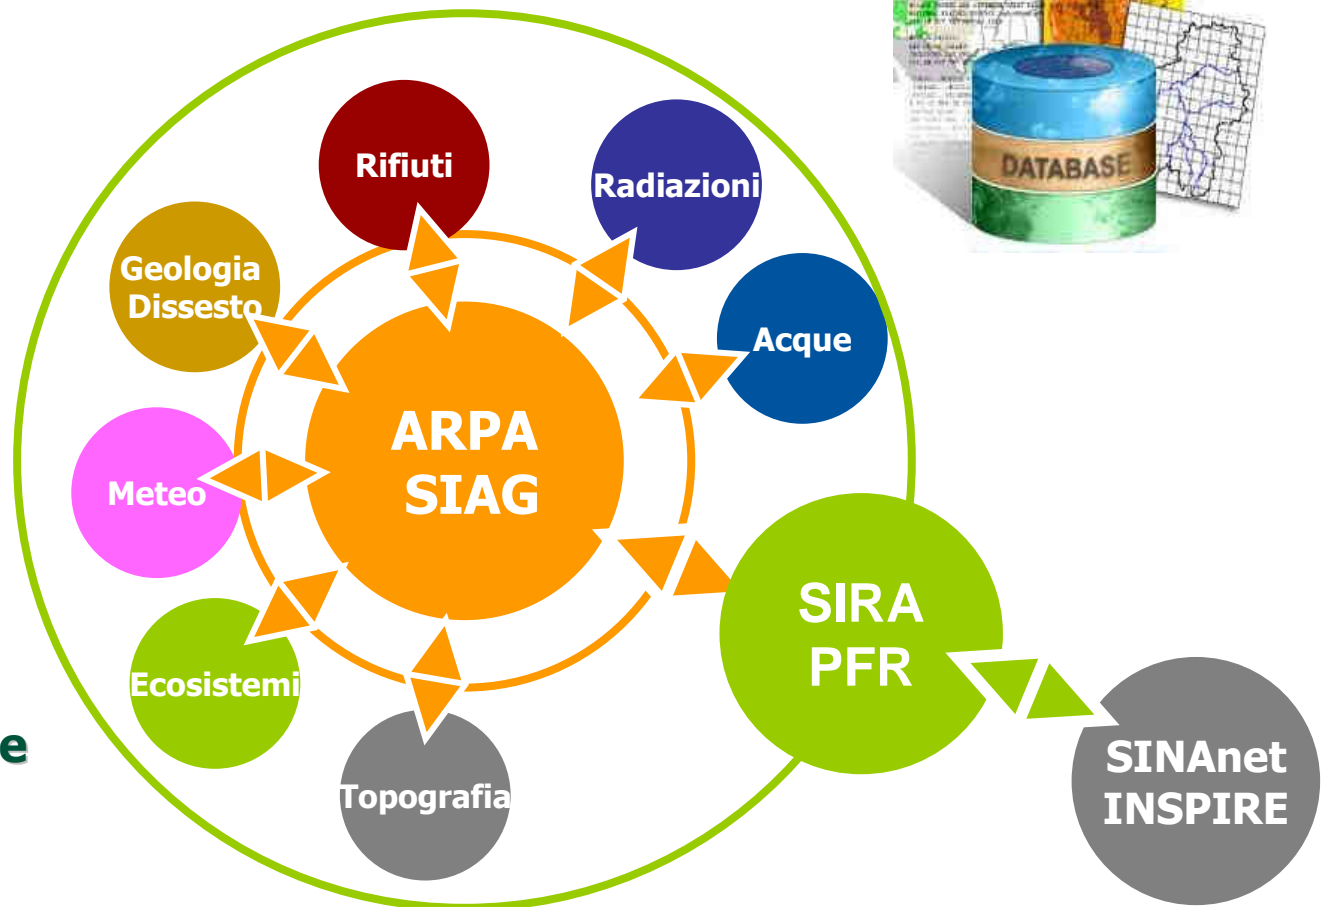 DATABASE
Rifiuti
Radiazioni
Geologia
Dissesto
Acque
ARPA
SIAG
Meteo
SIRA
PFR
Ecosistemi
e
Topografia
SINAnet
INSPIRE